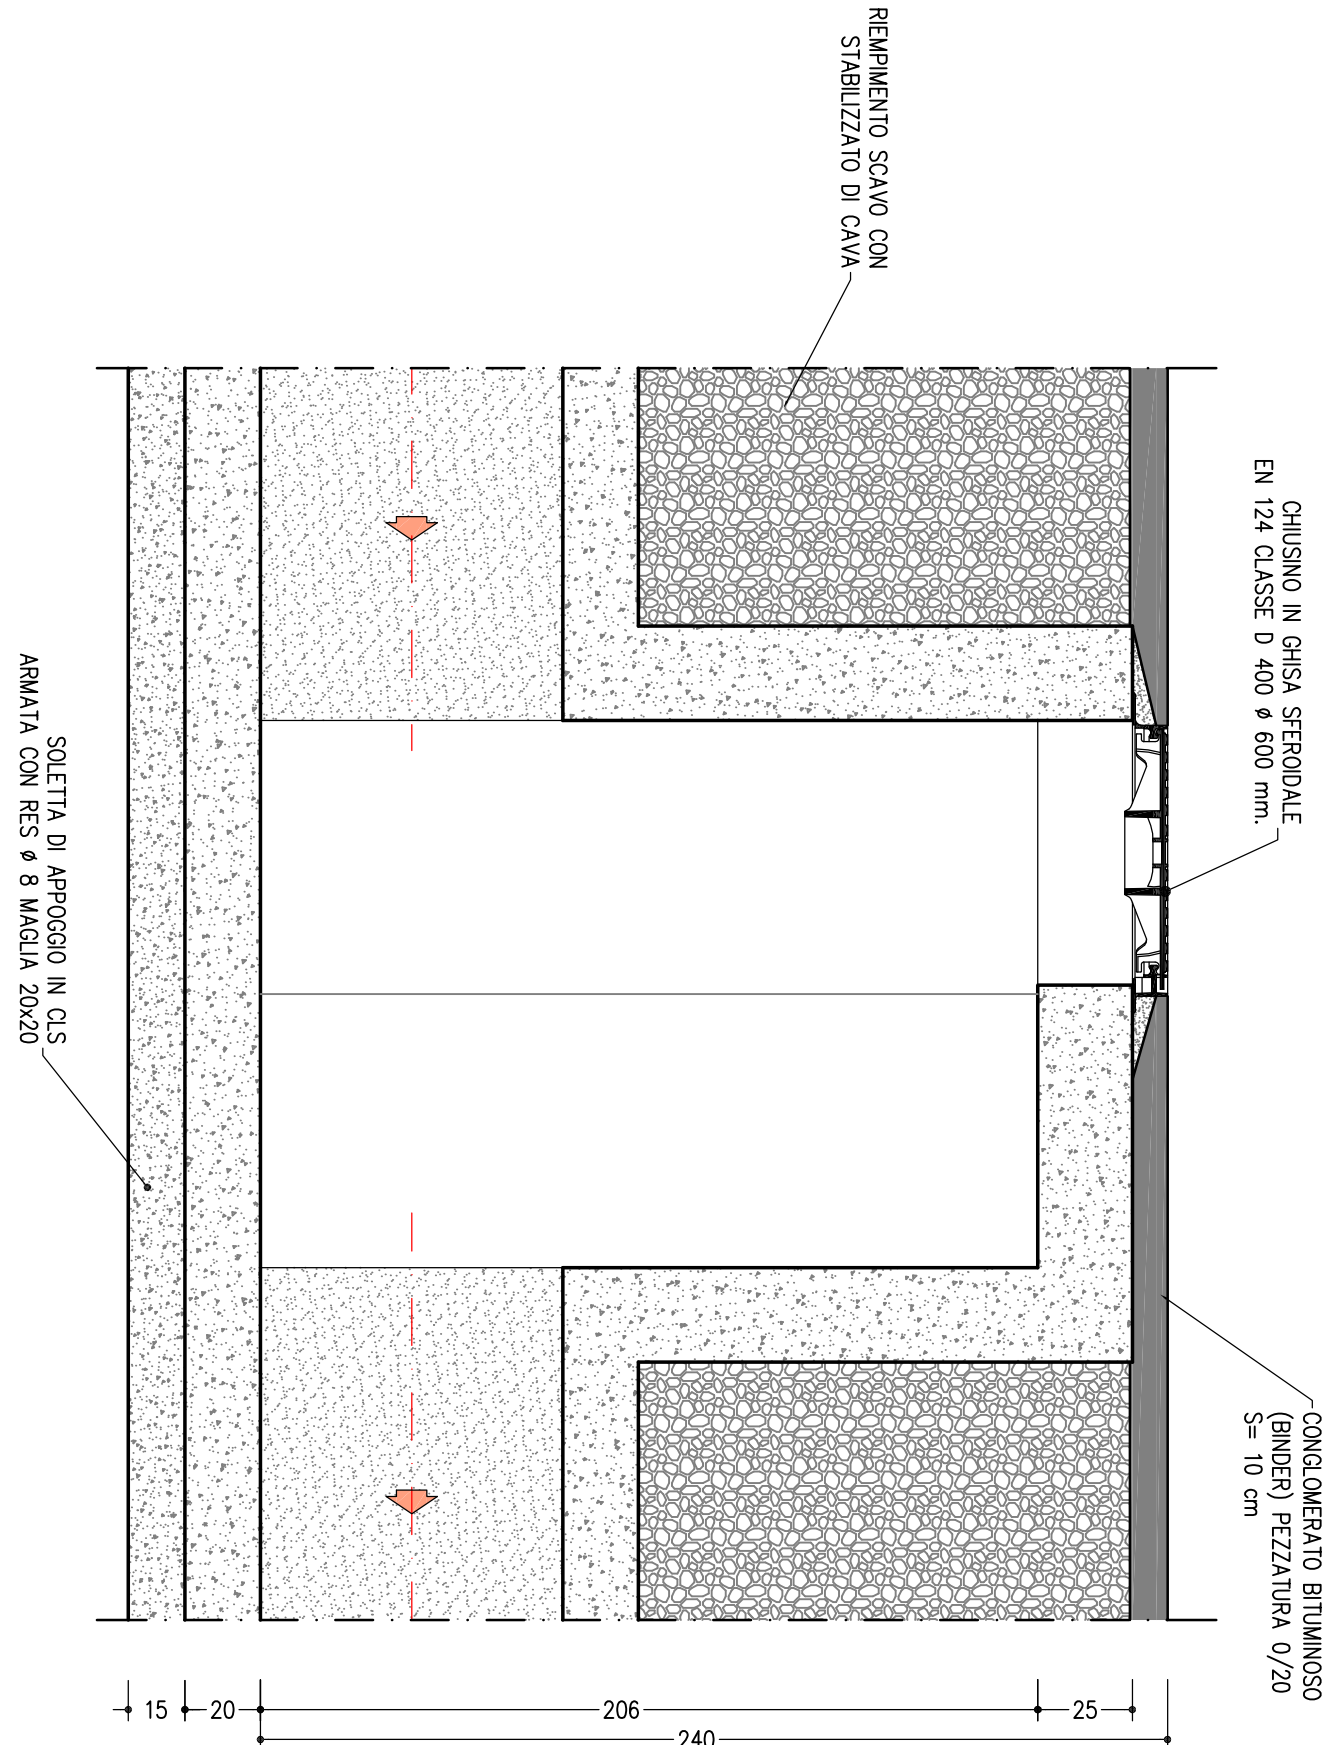 RIEMPIMENTO SCAVO CON
STABILIZZATO DI CAVA
CHIUSINO IN GHISA SFEROIDALE
EN 124 CLASSE D 400 ø 600 mm.
CONGLOMERATO BITUMINOSO
(BINDER) PEZZATURA 0/20
S= 10 cm
SOLETTA DI APPOGGIO IN CLS
ARMATA CON RES ø 8 MAGLIA 20x20
15
20
206
25
240